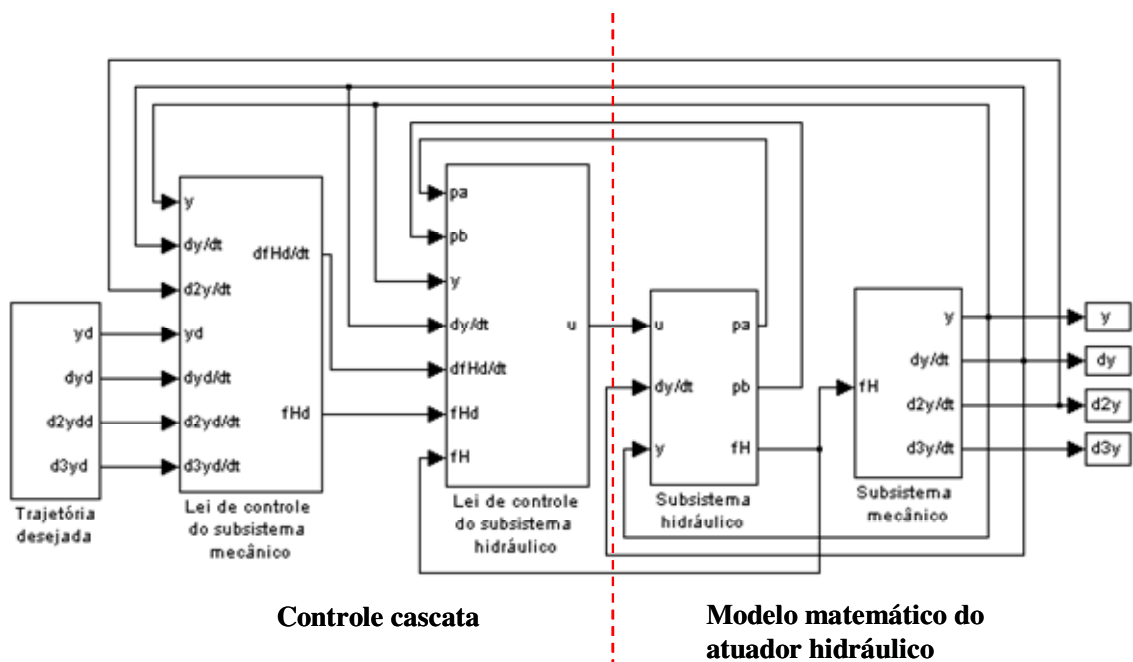 yd
dyd
d2ydd
d3yd
Trajetória
desejada
y
dy/dt
d2y/dt
yd
dyd/dt
d2yd/dt
d3yd/dt
dfHd/dt
fHd
Lei de controle
do subsistema
mecânico
pa
pb
y
dy/dt
dfHd/dt
fHd
fH
u
Lei de controle
do subsistema
hidráulico
u
dy/dt
y
pa
pb
fH
Subsistema
hidráulico
fH
y
dy/dt
d2y/dt
d3y/dt
Subsistema
mecânico
y
dy
d2y
d3y
Controle cascata
Modelo matemático do
atuador hidráulico